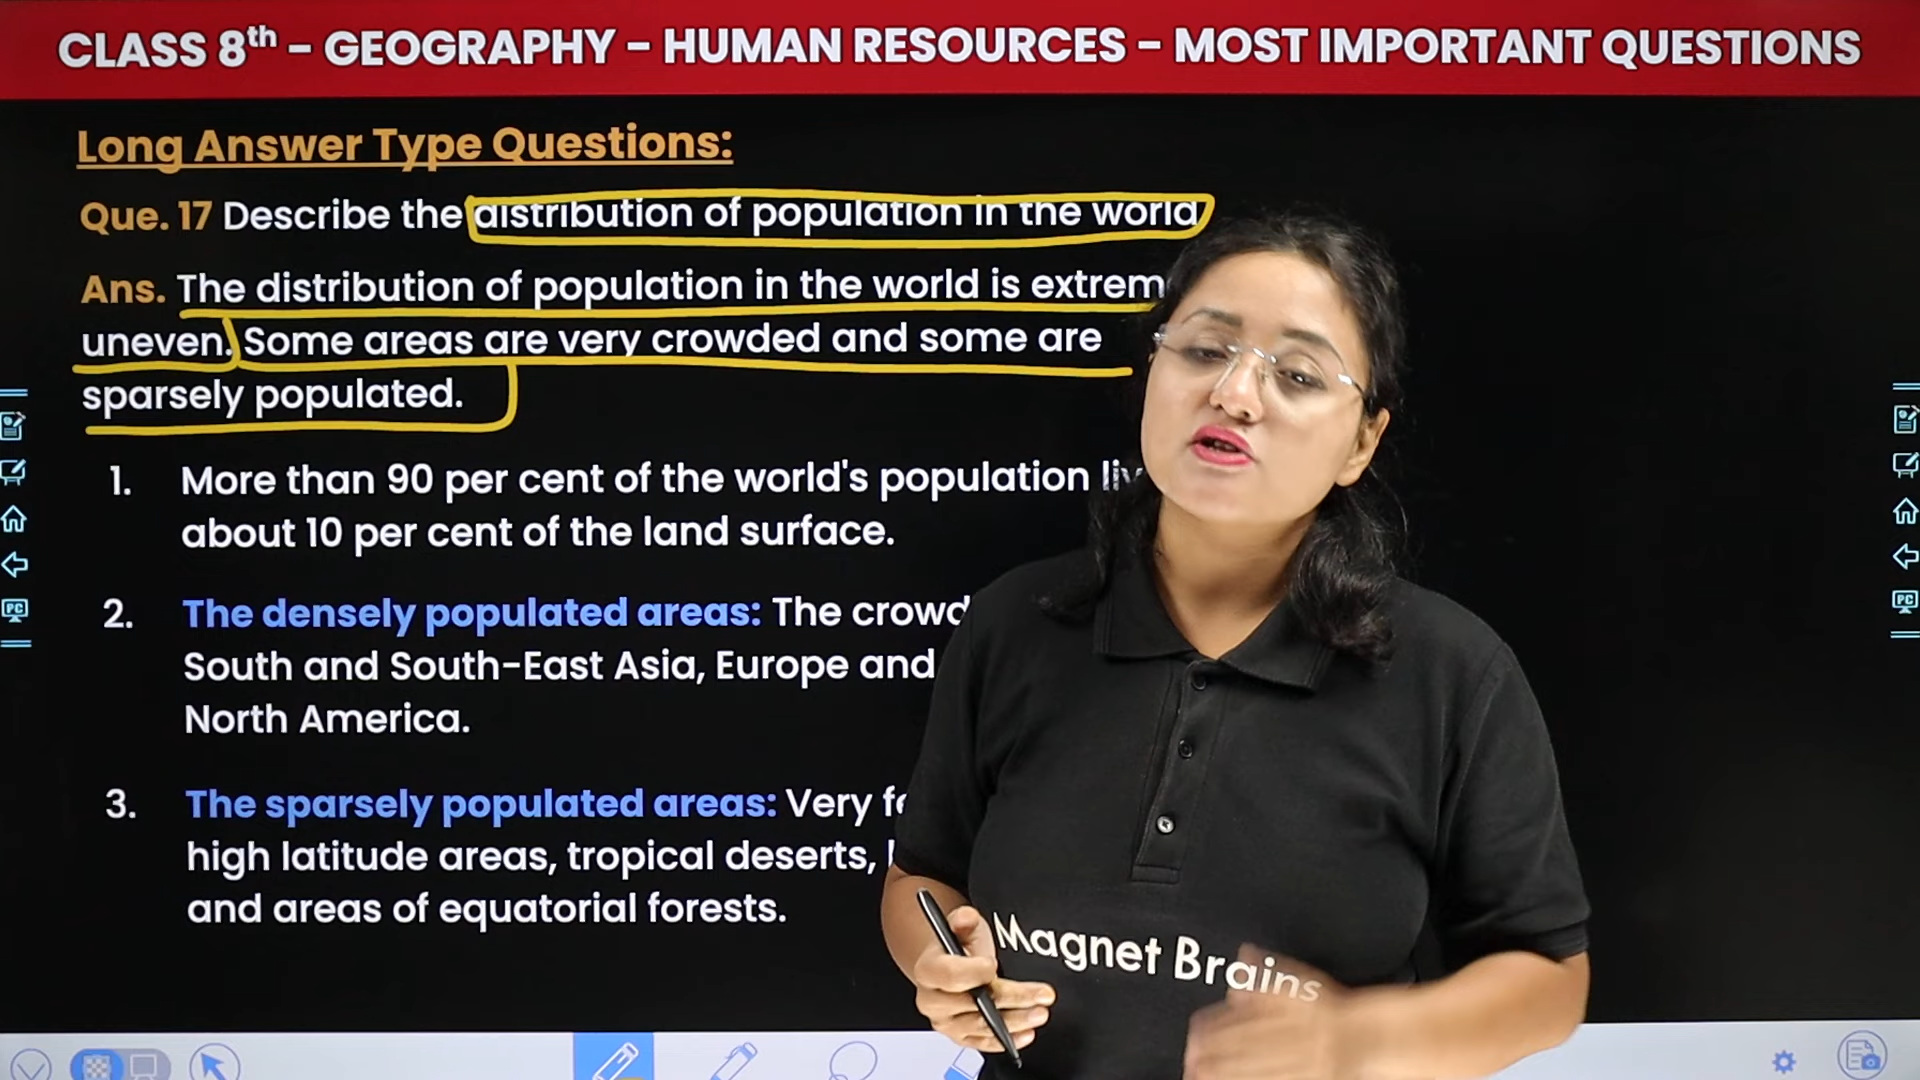 CLASS 8th - GEOGRAPHY - HUMAN RESOURCES - MOST IMPORTANT QUESTIONS
Long Answer Type Questions:
Que. 17 Describe the distribution of population in the world
Ans. The distribution of population in the world is
uneven. Some areas are very crowded and some are
sparsely populated.
1. More than 90 per cent of the world's population
about 10 per cent of the land surface.
2. The densely populated areas: The
South and South-East Asia, Europe and
North America.
3. The sparsely populated areas: Very
high latitude areas, tropical deserts,
and areas of equatorial forests.
Magnet Brains
PC
PC